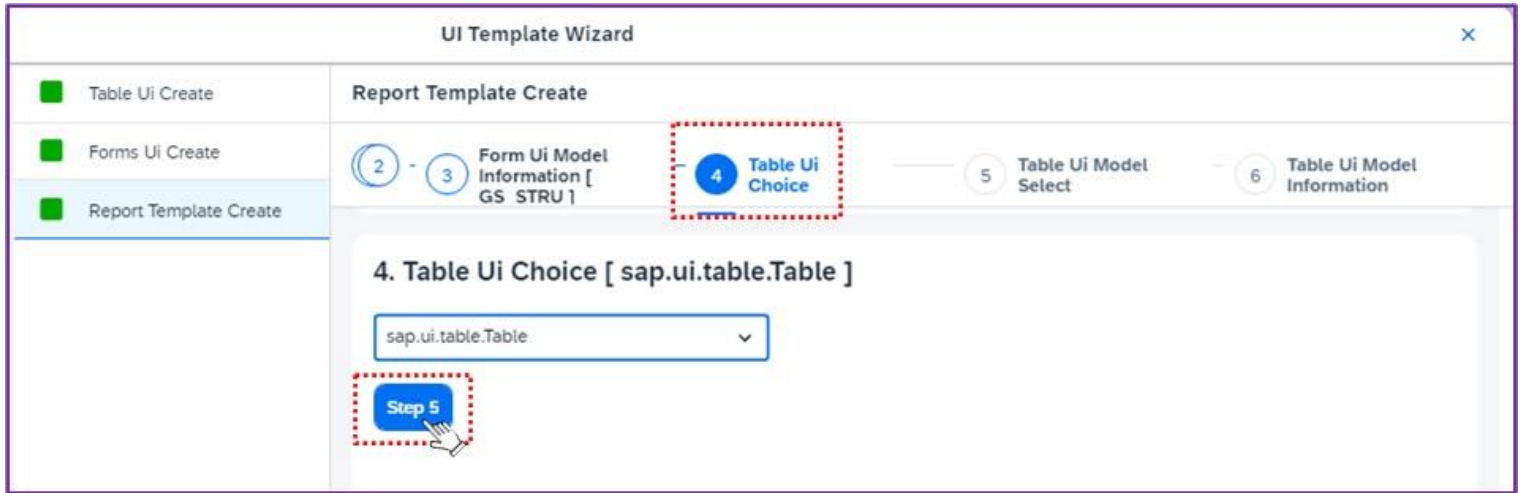 UI Template Wizard
Table Ui Create
Forms Ui Create
Report Template Create
Report Template Create
2
3
Form Ui Model
Information [
GS_STRU ]
4
Table Ui
Choice
5
Table Ui Model
Select
6
Table Ui Model
Information
4. Table Ui Choice [ sap.ui.table.Table ]
sap.ui.table.Table
Step 5